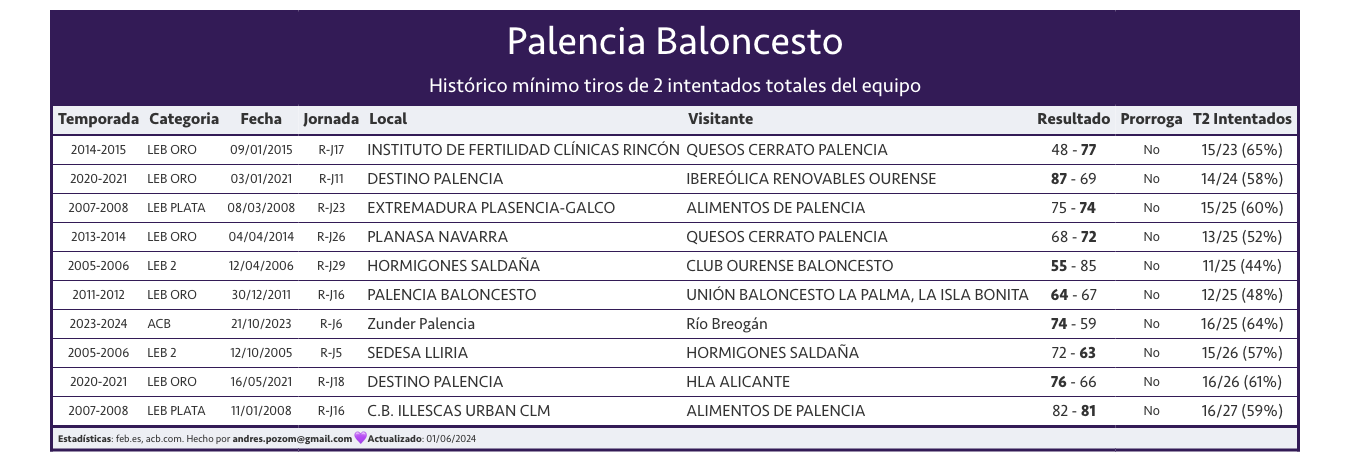 Palencia Baloncesto
Histórico mínimo tiros de 2 intentados totales del equipo
Temporada Categoria Fecha Jornada Local Visitante Resultado Prorroga T2 Intentados
2014-2015 LEB ORO 09/01/2015 R-J17 INSTITUTO DE FERTILIDAD CLÍNICAS RINCÓN QUESOS CERRATO PALENCIA 48 - 77 No 15/23 (65%)
2020-2021 LEB ORO 03/01/2021 R-J11 DESTINO PALENCIA IBEREÓLICA RENOVABLES OURENSE 87 - 69 No 14/24 (58%)
2007-2008 LEB PLATA 08/03/2008 R-J23 EXTREMADURA PLASENCIA-GALCO ALIMENTOS DE PALENCIA 75 - 74 No 15/25 (60%)
2013-2014 LEB ORO 04/04/2014 R-J26 PLANASA NAVARRA QUESOS CERRATO PALENCIA 68 - 72 No 13/25 (52%)
2005-2006 LEB 2 12/04/2006 R-J29 HORMIGONES SALDAÑA CLUB OURENSE BALONCESTO 55 - 85 No 11/25 (44%)
2011-2012 LEB ORO 30/12/2011 R-J16 PALENCIA BALONCESTO UNIÓN BALONCESTO LA PALMA, LA ISLA BONITA 64 - 67 No 12/25 (48%)
2023-2024 ACB 21/10/2023 R-J6 Zunder Palencia Río Breogán 74 - 59 No 16/25 (64%)
2005-2006 LEB 2 12/10/2005 R-J5 SEDESA LLIRIA HORMIGONES SALDAÑA 72 - 63 No 15/26 (57%)
2020-2021 LEB ORO 16/05/2021 R-J18 DESTINO PALENCIA HLA ALICANTE 76 - 66 No 16/26 (61%)
2007-2008 LEB PLATA 11/01/2008 R-J16 C.B. ILLESCAS URBAN CLM ALIMENTOS DE PALENCIA 82 - 81 No 16/27 (59%)
Estadísticas: feb.es, acb.com. Hecho por andres.pozom@gmail.com 💜Actualizado: 01/06/2024